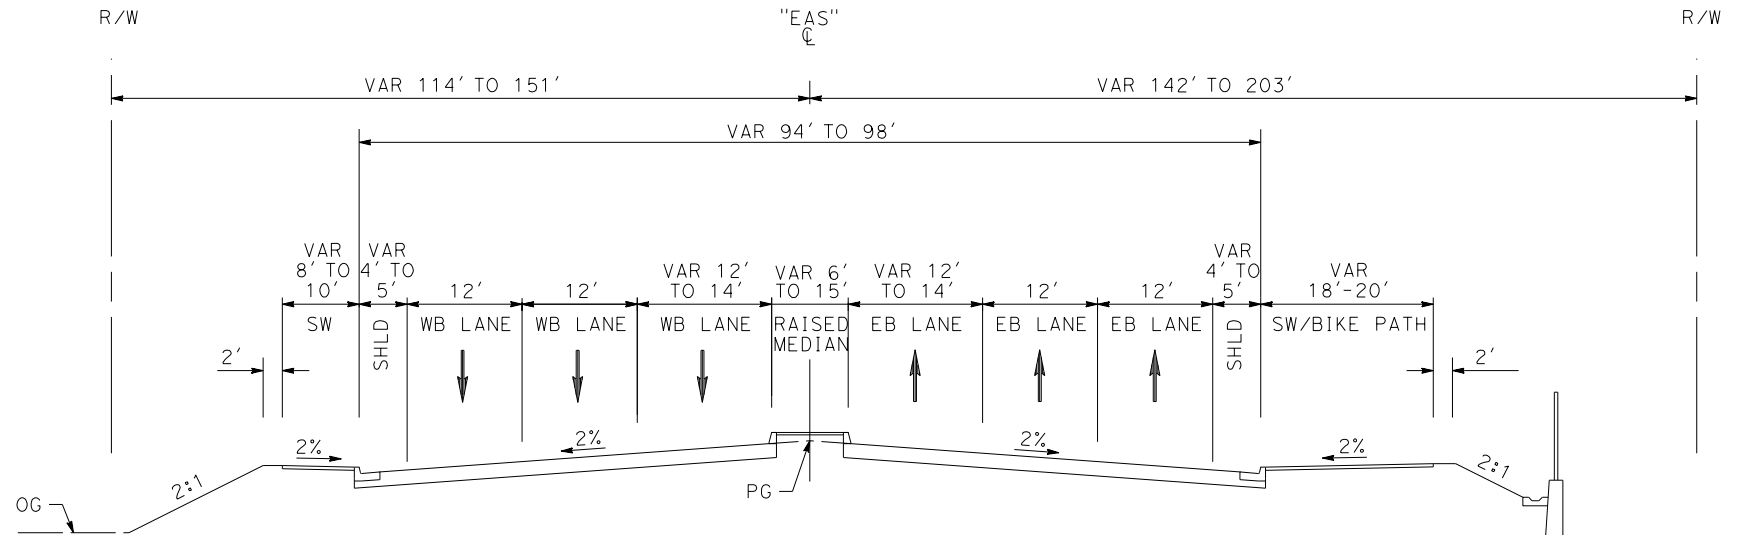 R/W
"EAS"
℄
R/W
VAR 114' TO 151'
VAR 142' TO 203'
VAR 94' TO 98'
VAR
8' TO
10'
VAR
4' TO
5'
12'
12'
VAR 12'
TO 14'
VAR 6'
TO 15'
VAR 12'
TO 14'
12'
12'
VAR
4' TO
5'
VAR
18'-20'
SW
SHLD
WB LANE
WB LANE
WB LANE
RAISED
MEDIAN
EB LANE
EB LANE
EB LANE
SHLD
SW/BIKE PATH
2'
2'
2%
2%
2%
2%
2:1
2:1
PG
OG